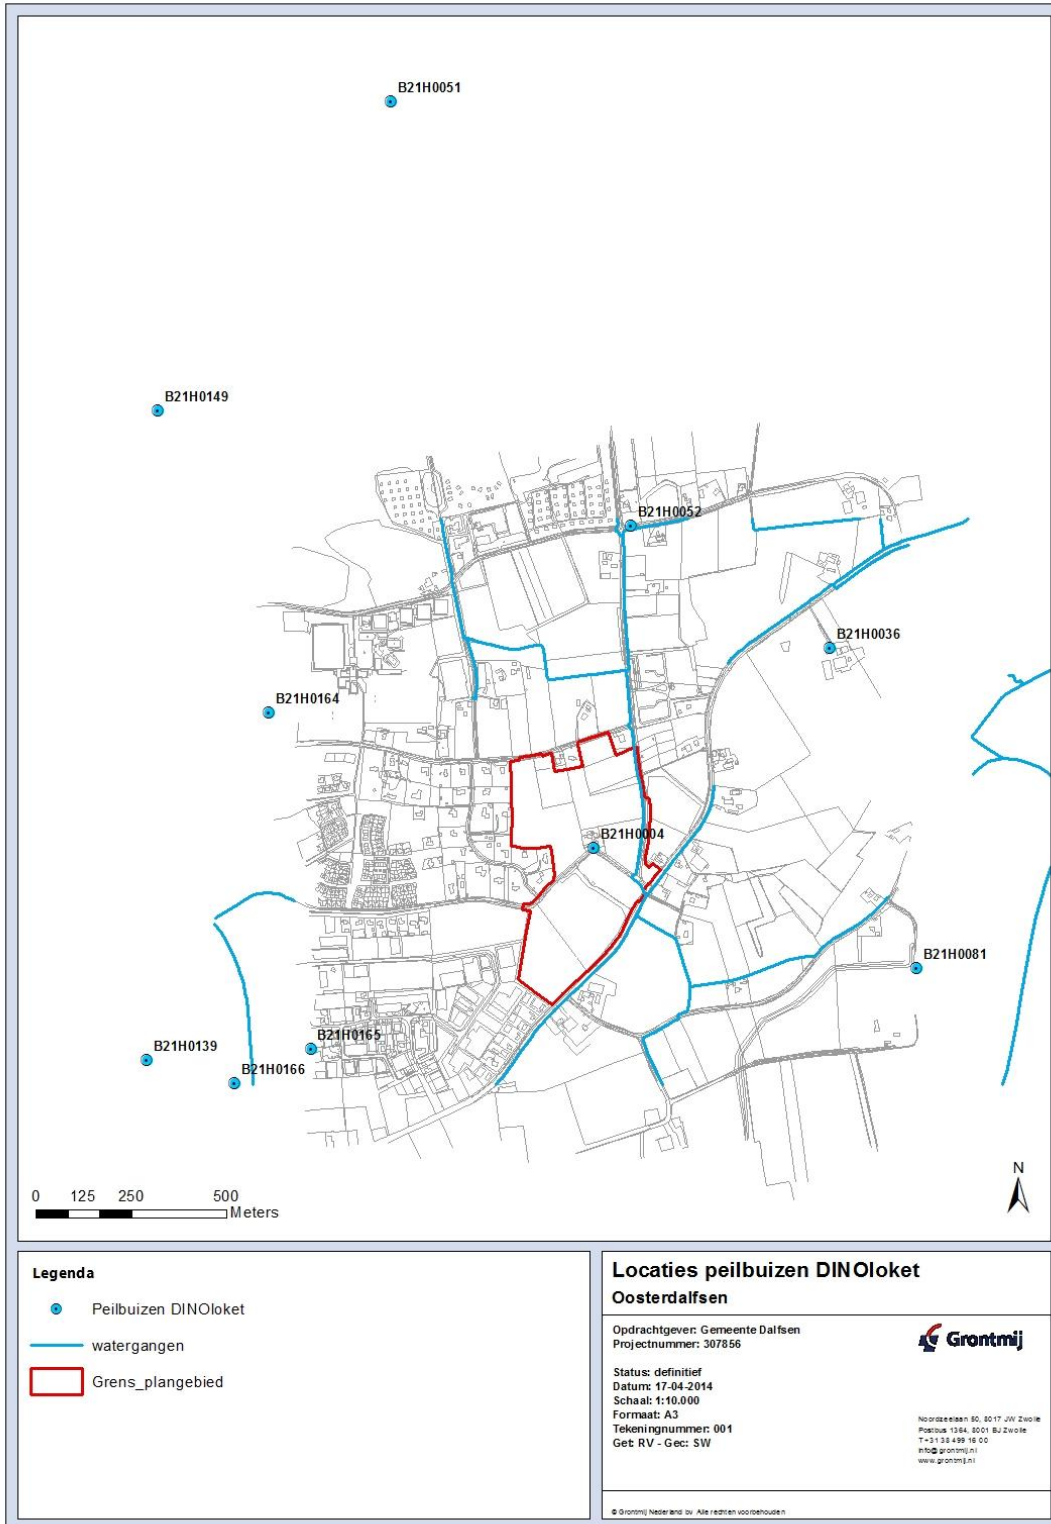 B21H0051
B21H0149
B21H0052
B21H0036
B21H0164
B21H0004
B21H0081
B21H0165
B21H0139
B21H0166
N
0 125 250 500
Meters
Legenda
Peilbuizen DINOloket
watergangen
Grens_plangebied
Locaties peilbuizen DINOloket
Oosterdalfsen
Opdrachtgever: Gemeente Dalfsen
Projectnummer: 307856
Grontmij
Status: definitief
Datum: 17-04-2014
Schaal: 1:10.000
Formaat: A3
Tekeningnummer: 001
Get: RV - Gec: SW
Noordzeelaan 50, 8017 JW Zwolle
Postbus 1364, 8001 BJ Zwolle
T +31 38 499 16 00
info@grontmij.nl
www.grontmij.nl
© Grontmij Nederland bv Alle rechten voorbehouden